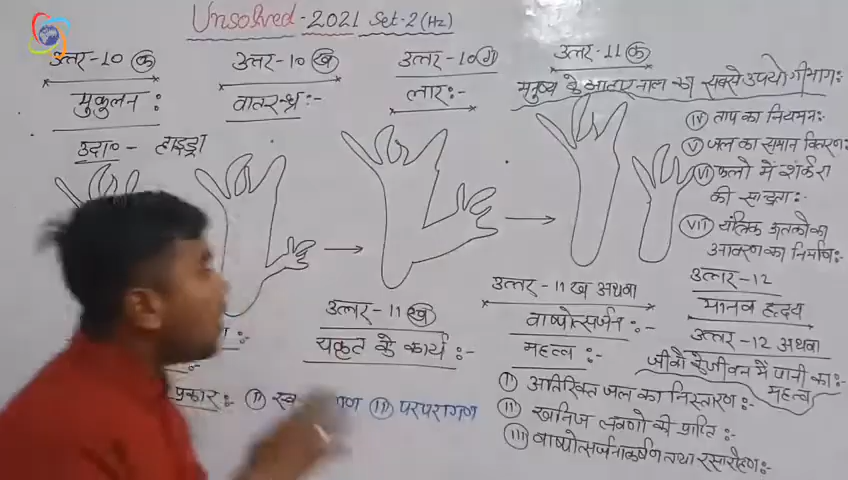 Unsolved - 2021 Set-2 (Hz)
उत्तर-10 (क)
मुकुलन :
उदा० - हाइड्रा
उत्तर-10 (ख)
वातरन्ध्र :-
उत्तर-10 (ग)
लार :-
उत्तर-11 (क)
मनुष्य के आहारनाल का सबसे उपयोगी भाग :
(IV) ताप का नियमन :
(V) जल का समान वितरण :
(VI) फलो में शर्करा
की सान्द्रता :-
(VII) यांत्रिक ऊतको का
आवरण का निर्माण :-
उत्तर-11 (ख)
यकृत के कार्य :-
प्रकार :- (I) (II) परपरागण
उत्तर-11 ख अथवा
वाष्पोत्सर्जन :-
महत्व :-
(I) अतिरिक्त जल का निस्तारण :-
(II) खनिज लवणो की प्राप्ति :-
(III) वाष्पोत्सर्जनाकर्षण तथा रसारोहण :-
उत्तर-12
मानव हृदय
उत्तर-12 अथवा
जीवों के जीवन में पानी का :-
महत्व